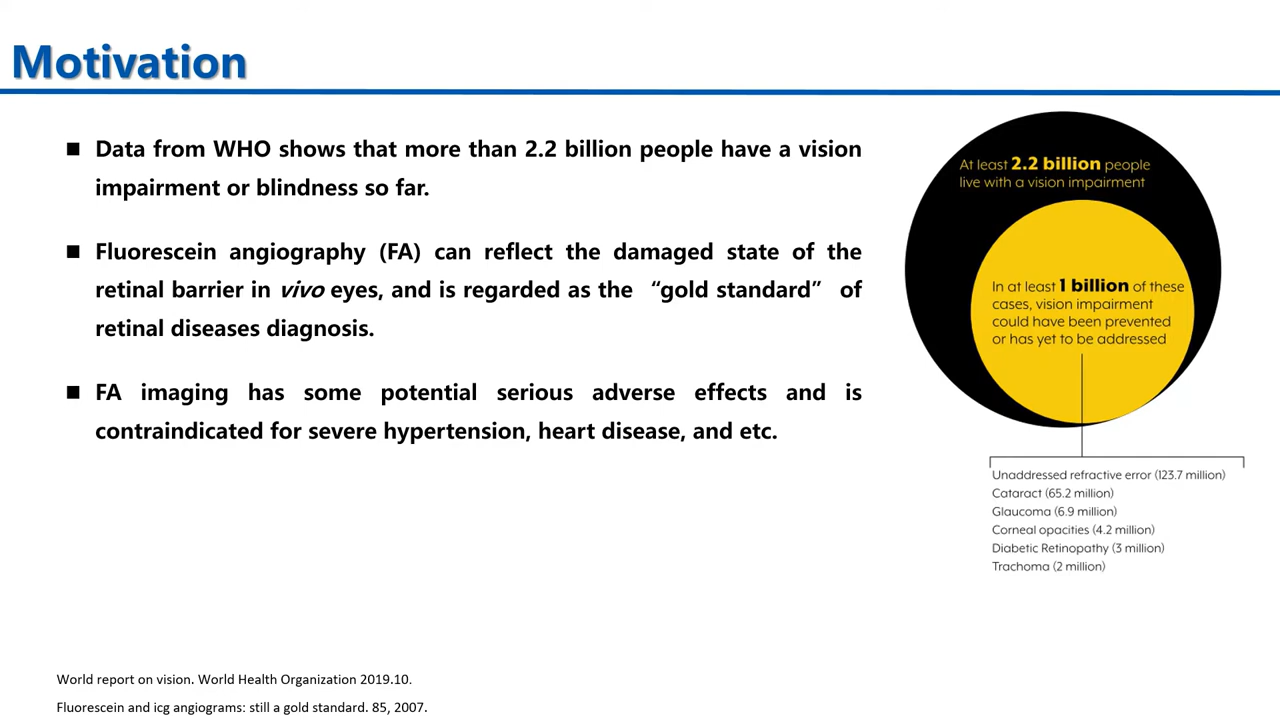 Motivation
■ Data from WHO shows that more than 2.2 billion people have a vision
impairment or blindness so far.
■ Fluorescein angiography (FA) can reflect the damaged state of the
retinal barrier in vivo eyes, and is regarded as the “gold standard” of
retinal diseases diagnosis.
■ FA imaging has some potential serious adverse effects and is
contraindicated for severe hypertension, heart disease, and etc.
At least 2.2 billion people
live with a vision impairment
In at least 1 billion of these
cases, vision impairment
could have been prevented
or has yet to be addressed
Unaddressed refractive error (123.7 million)
Cataract (65.2 million)
Glaucoma (6.9 million)
Corneal opacities (4.2 million)
Diabetic Retinopathy (3 million)
Trachoma (2 million)
World report on vision. World Health Organization 2019.10.
Fluorescein and icg angiograms: still a gold standard. 85, 2007.